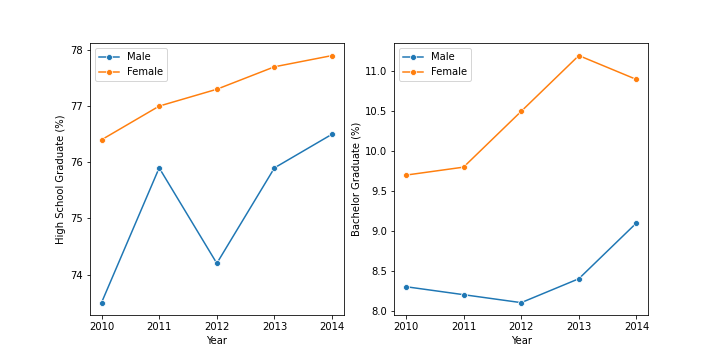 Male
Female
78
77
76
75
74
High School Graduate (%)
2010 2011 2012 2013 2014
Year
Male
Female
11.0
10.5
10.0
9.5
9.0
8.5
8.0
Bachelor Graduate (%)
2010 2011 2012 2013 2014
Year